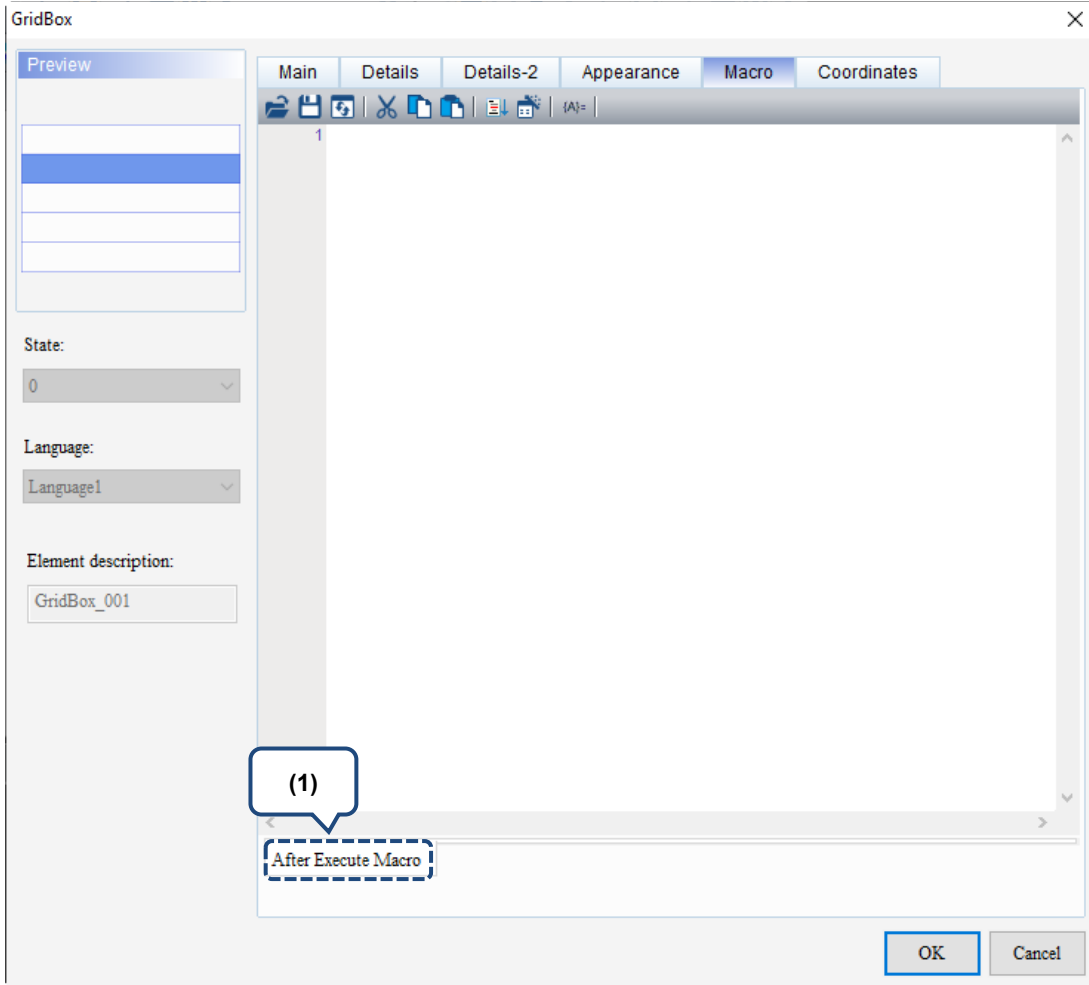 GridBox
Preview
Main Details Details-2 Appearance Macro Coordinates
{A}=
1
State:
0
Language:
Language1
Element description:
GridBox_001
(1)
After Execute Macro
OK Cancel